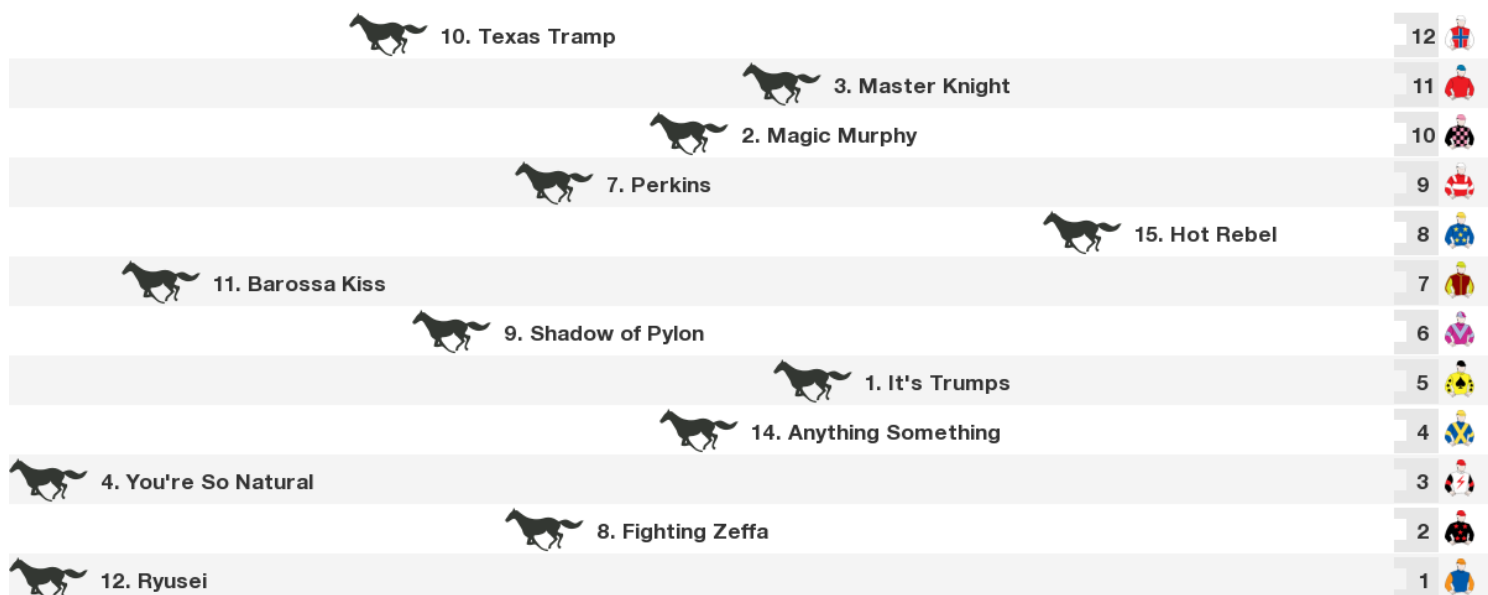 10. Texas Tramp 12
3. Master Knight 11
2. Magic Murphy 10
7. Perkins 9
15. Hot Rebel 8
11. Barossa Kiss 7
9. Shadow of Pylon 6
1. It's Trumps 5
14. Anything Something 4
4. You're So Natural 3
8. Fighting Zeffa 2
12. Ryusei 1